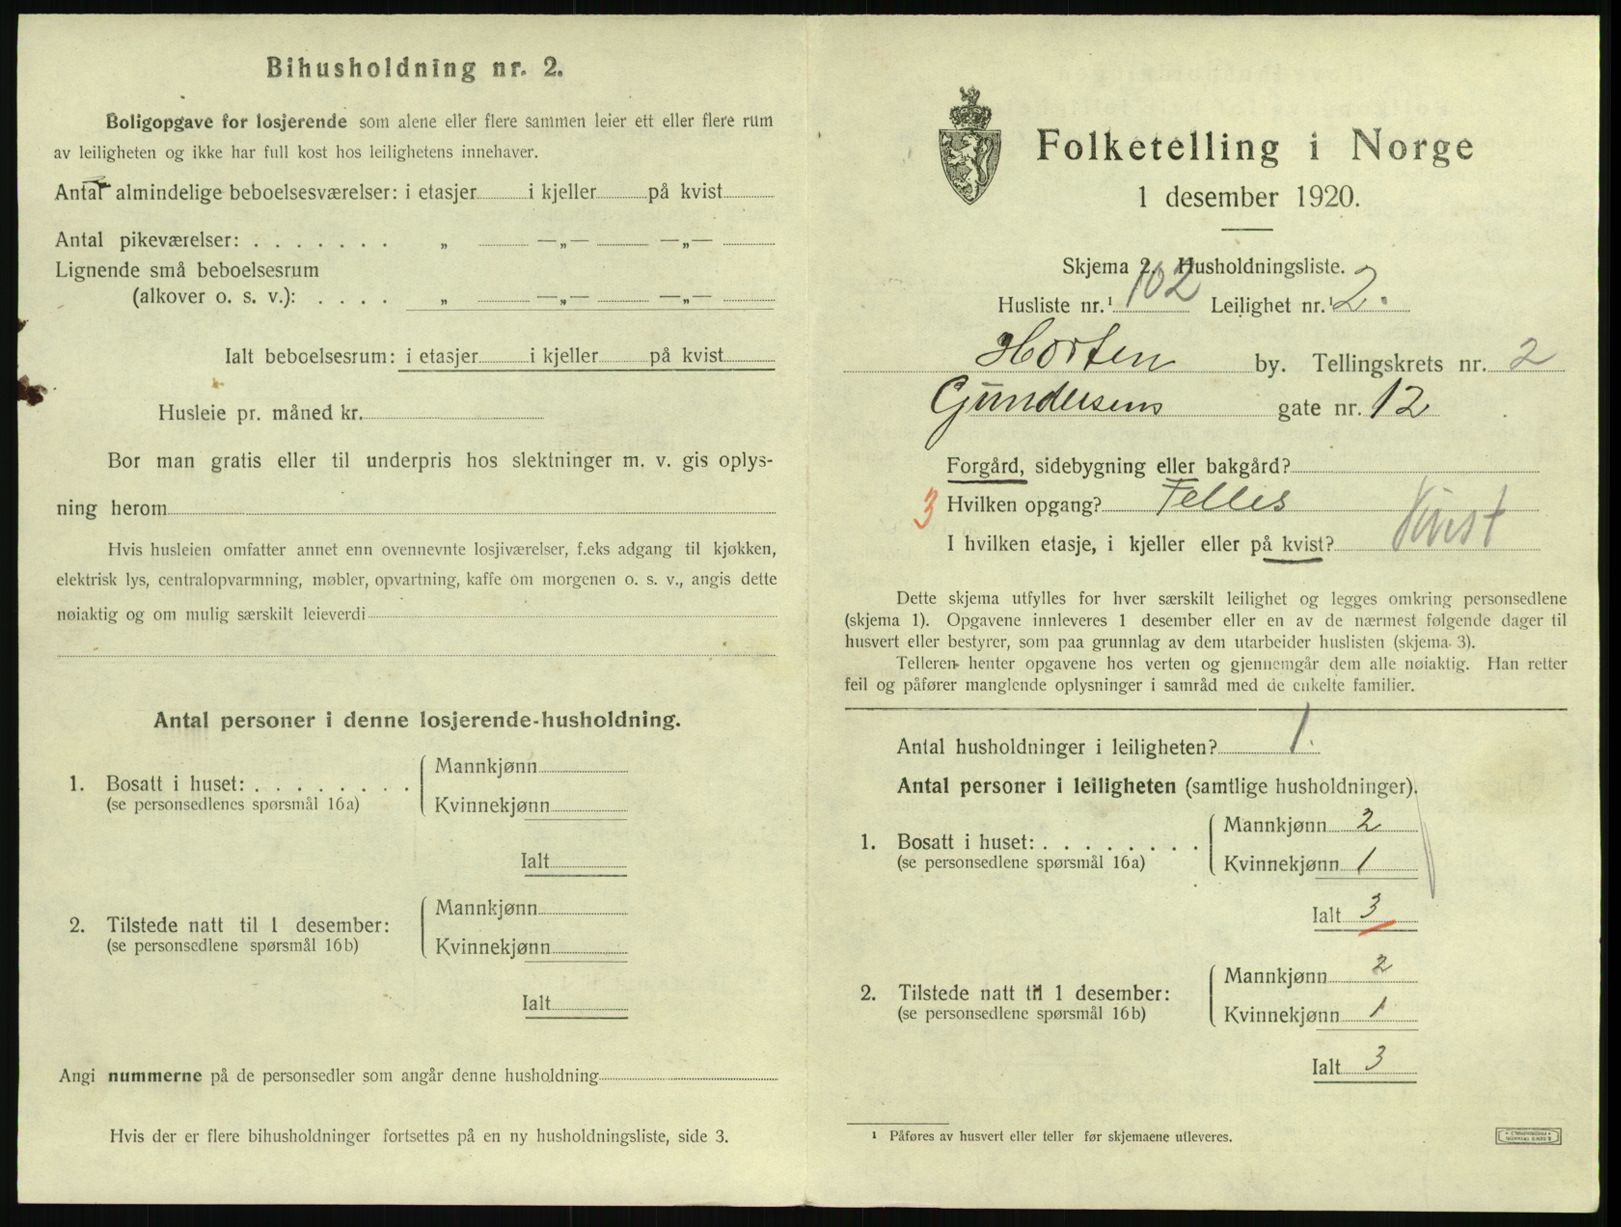 Bihusholdning nr. 2.
Boligopgave for losjerende som alene eller flere sammen leier ett eller flere rum
av leiligheten og ikke har full kost hos leilighetens innehaver.
Antal almindelige beboelsesværelser: i etasjer i kjeller på kvist
Antal pikeværelser: . . . . . . . „ —„— —„—
Lignende små beboelsesrum
(alkover o. s. v.): . . . . „ —„— —„—
Ialt beboelsesrum: i etasjer i kjeller på kvist
Husleie pr. måned kr.
Bor man gratis eller til underpris hos slektninger m. v. gis oplys-
ning herom
Hvis husleien omfatter annet enn ovennevnte losjiværelser, f.eks adgang til kjøkken,
elektrisk lys, centralopvarmning, møbler, opvartning, kaffe om morgenen o. s. v., angis dette
nøiaktig og om mulig særskilt leieverdi
Antal personer i denne losjerende-husholdning.
1. Bosatt i huset: . . . . . . . . Mannkjønn
(se personsedlenes spørsmål 16a) Kvinnekjønn
Ialt
2. Tilstede natt til 1 desember: Mannkjønn
(se personsedlene spørsmål 16b) Kvinnekjønn
Ialt
Angi nummerne på de personsedler som angår denne husholdning
Hvis der er flere bihusholdninger fortsettes på en ny husholdningsliste, side 3.
Folketelling i Norge
1 desember 1920.
Skjema 2. Husholdningsliste.
Husliste nr.¹ 102 Leilighet nr.¹ 2.
Horten by. Tellingskrets nr. 2
Gundersens gate nr. 12
Forgård, sidebygning eller bakgård?
3 Hvilken opgang? Felles
I hvilken etasje, i kjeller eller på kvist? Kvist
Dette skjema utfylles for hver særskilt leilighet og legges omkring personsedlene
(skjema 1). Opgavene innleveres 1 desember eller en av de nærmest følgende dager til
husvert eller bestyrer, som paa grunnlag av dem utarbeider huslisten (skjema 3).
Telleren henter opgavene hos verten og gjennemgår dem alle nøiaktig. Han retter
feil og påfører manglende oplysninger i samråd med de enkelte familier.
Antal husholdninger i leiligheten? 1.
Antal personer i leiligheten (samtlige husholdninger).
1. Bosatt i huset: . . . . . . . . Mannkjønn 2
(se personsedlene spørsmål 16a) Kvinnekjønn 1
Ialt 3
2. Tilstede natt til 1 desember: Mannkjønn 2
(se personsedlene spørsmål 16b) Kvinnekjønn 1
Ialt 3
¹ Påføres av husvert eller teller før skjemaene utleveres.